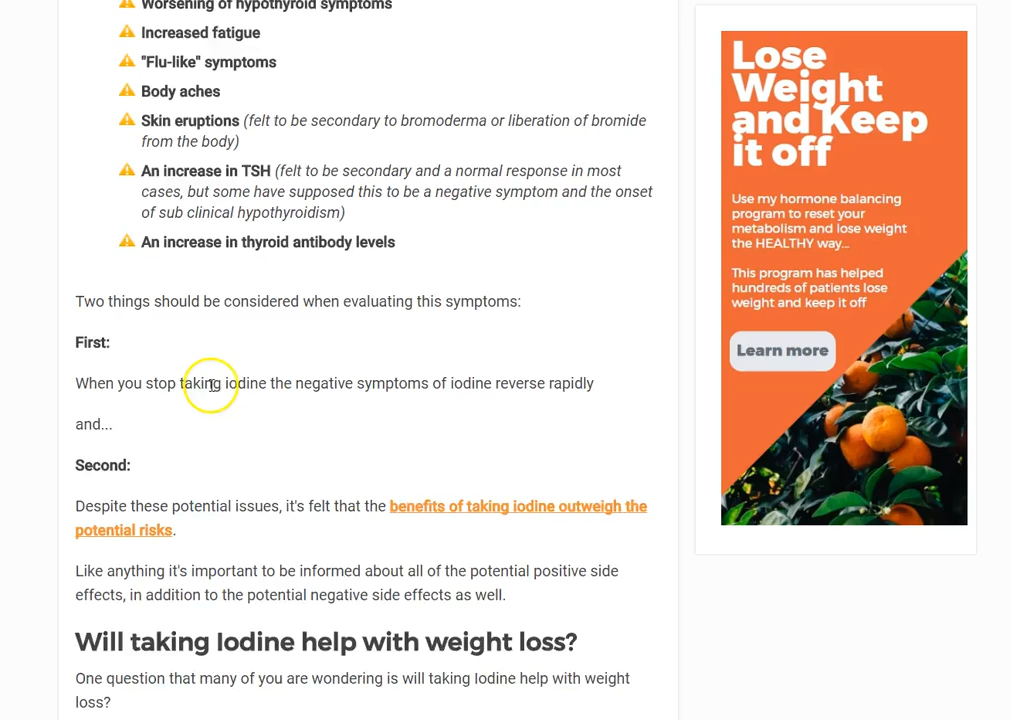 Worsening of hypothyroid symptoms
Increased fatigue
"Flu-like" symptoms
Body aches
Skin eruptions (felt to be secondary to bromoderma or liberation of bromide
from the body)
An increase in TSH (felt to be secondary and a normal response in most
cases, but some have supposed this to be a negative symptom and the onset
of sub clinical hypothyroidism)
An increase in thyroid antibody levels
Two things should be considered when evaluating this symptoms:
First:
When you stop taking iodine the negative symptoms of iodine reverse rapidly
and...
Second:
Despite these potential issues, it's felt that the benefits of taking iodine outweigh the
potential risks.
Like anything it's important to be informed about all of the potential positive side
effects, in addition to the potential negative side effects as well.
Will taking Iodine help with weight loss?
One question that many of you are wondering is will taking Iodine help with weight
loss?
Lose
Weight
and Keep
it off
Use my hormone balancing
program to reset your
metabolism and lose weight
the HEALTHY way...
This program has helped
hundreds of patients lose
weight and keep it off
Learn more